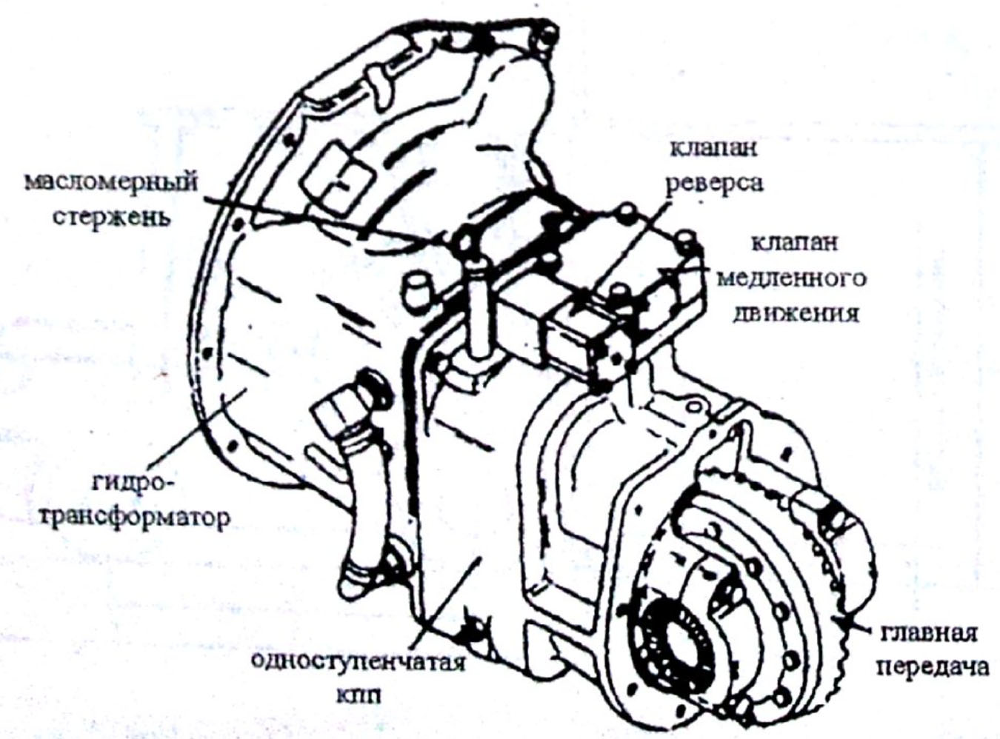 клапан
реверса
масломерный
стержень
клапан
медленного
движения
гидро-
трансформатор
главная
передача
одноступенчатая
кпп